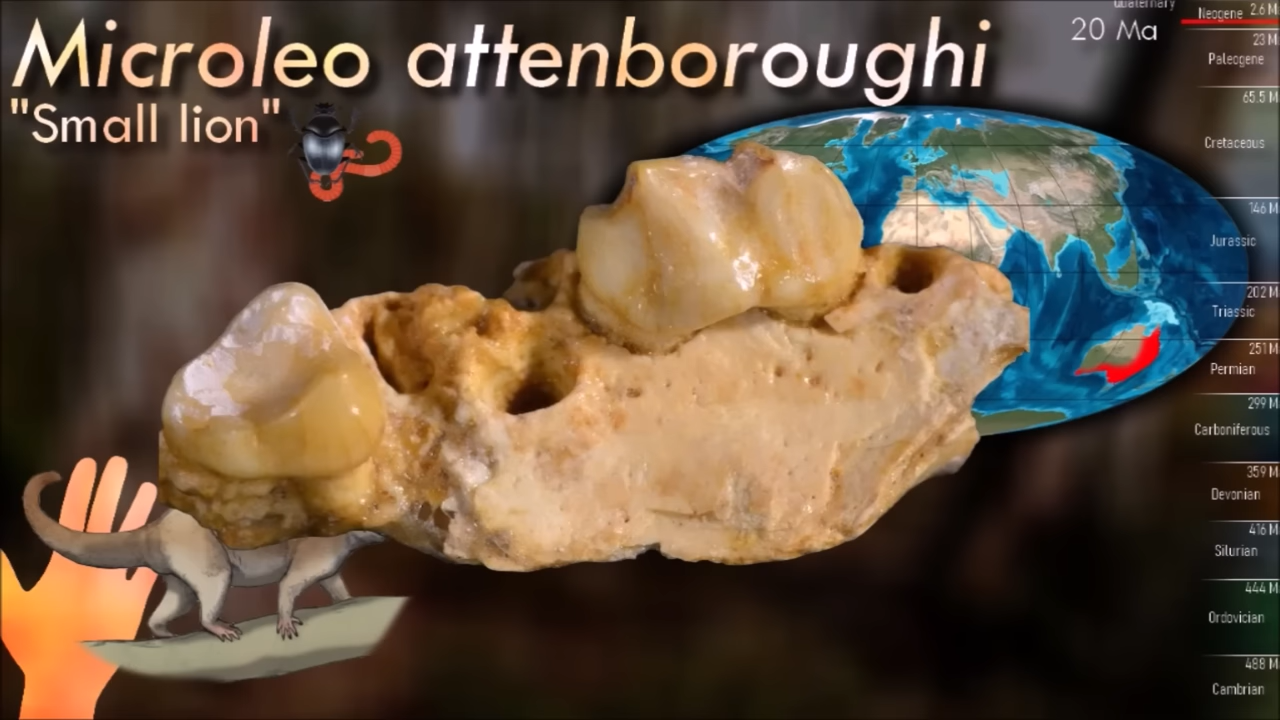 Microleo attenboroughi
"Small lion"
20 Ma
Quaternary
Neogene 2.6 M
23 M
Paleogene
65.5 M
Cretaceous
146 M
Jurassic
202 M
Triassic
251 M
Permian
299 M
Carboniferous
359 M
Devonian
416 M
Silurian
444 M
Ordovician
488 M
Cambrian